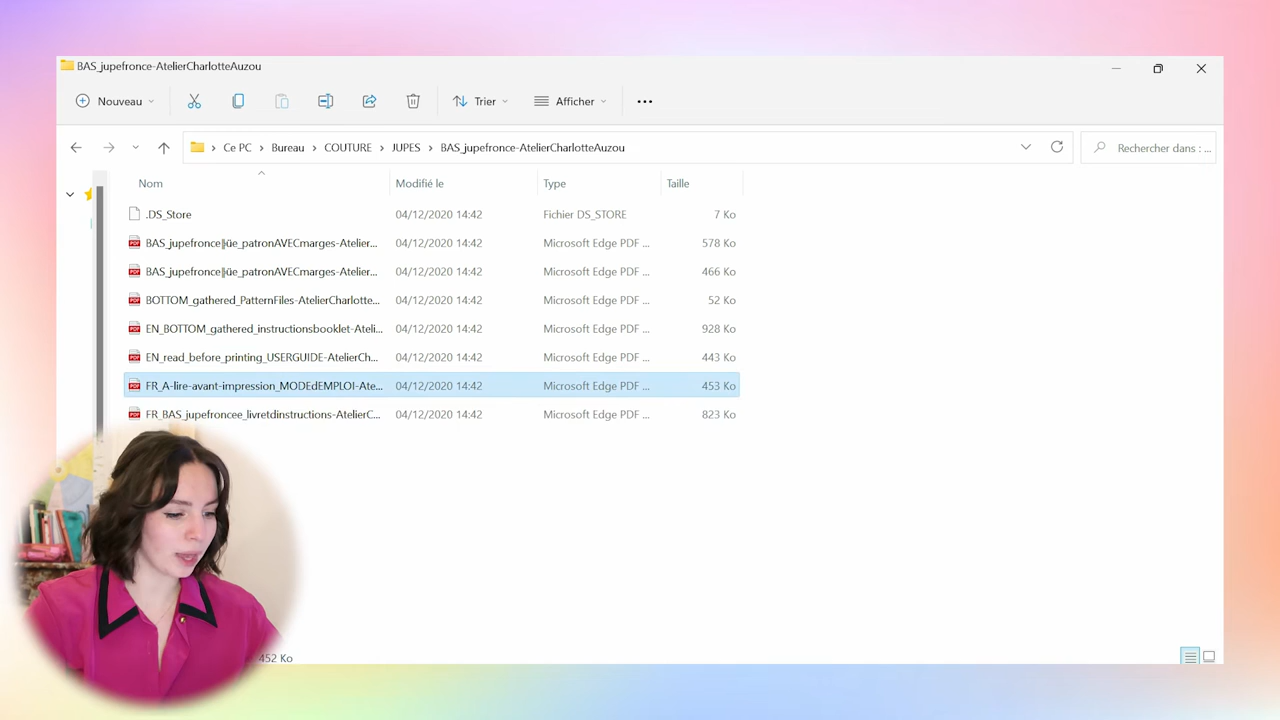 BAS_jupefronce-AtelierCharlotteAuzou
Nouveau Trier Afficher
Ce PC > Bureau > COUTURE > JUPES > BAS_jupefronce-AtelierCharlotteAuzou Rechercher dans : ...
Nom Modifié le Type Taille
.DS_Store 04/12/2020 14:42 Fichier DS_STORE 7 Ko
BAS_jupefronce╠üe_patronAVECmarges-Atelier... 04/12/2020 14:42 Microsoft Edge PDF ... 578 Ko
BAS_jupefronce╠üe_patronAVECmarges-Atelier... 04/12/2020 14:42 Microsoft Edge PDF ... 466 Ko
BOTTOM_gathered_PatternFiles-AtelierCharlotte... 04/12/2020 14:42 Microsoft Edge PDF ... 52 Ko
EN_BOTTOM_gathered_instructionsbooklet-Ateli... 04/12/2020 14:42 Microsoft Edge PDF ... 928 Ko
EN_read_before_printing_USERGUIDE-AtelierCh... 04/12/2020 14:42 Microsoft Edge PDF ... 443 Ko
FR_A-lire-avant-impression_MODEdEMPLOI-Ate... 04/12/2020 14:42 Microsoft Edge PDF ... 453 Ko
FR_BAS_jupefroncee_livretdinstructions-AtelierC... 04/12/2020 14:42 Microsoft Edge PDF ... 823 Ko
452 Ko